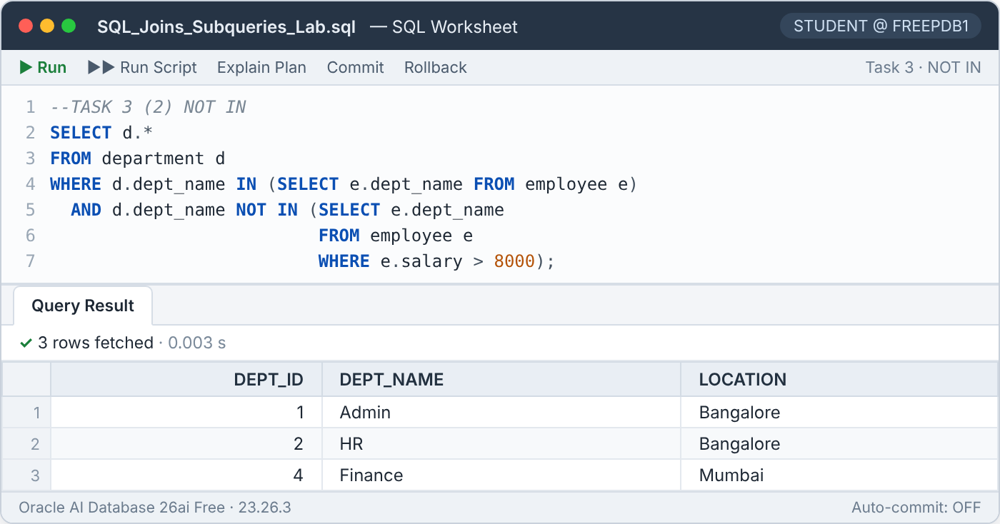 SQL_Joins_Subqueries_Lab.sql — SQL Worksheet STUDENT @ FREEPDB1
Run Run Script Explain Plan Commit Rollback Task 3 · NOT IN
1 --TASK 3 (2) NOT IN
2 SELECT d.*
3 FROM department d
4 WHERE d.dept_name IN (SELECT e.dept_name FROM employee e)
5   AND d.dept_name NOT IN (SELECT e.dept_name
6                           FROM employee e
7                           WHERE e.salary > 8000);
Query Result
✓ 3 rows fetched · 0.003 s
DEPT_ID DEPT_NAME LOCATION
1 1 Admin Bangalore
2 2 HR Bangalore
3 4 Finance Mumbai
Oracle AI Database 26ai Free · 23.26.3 Auto-commit: OFF